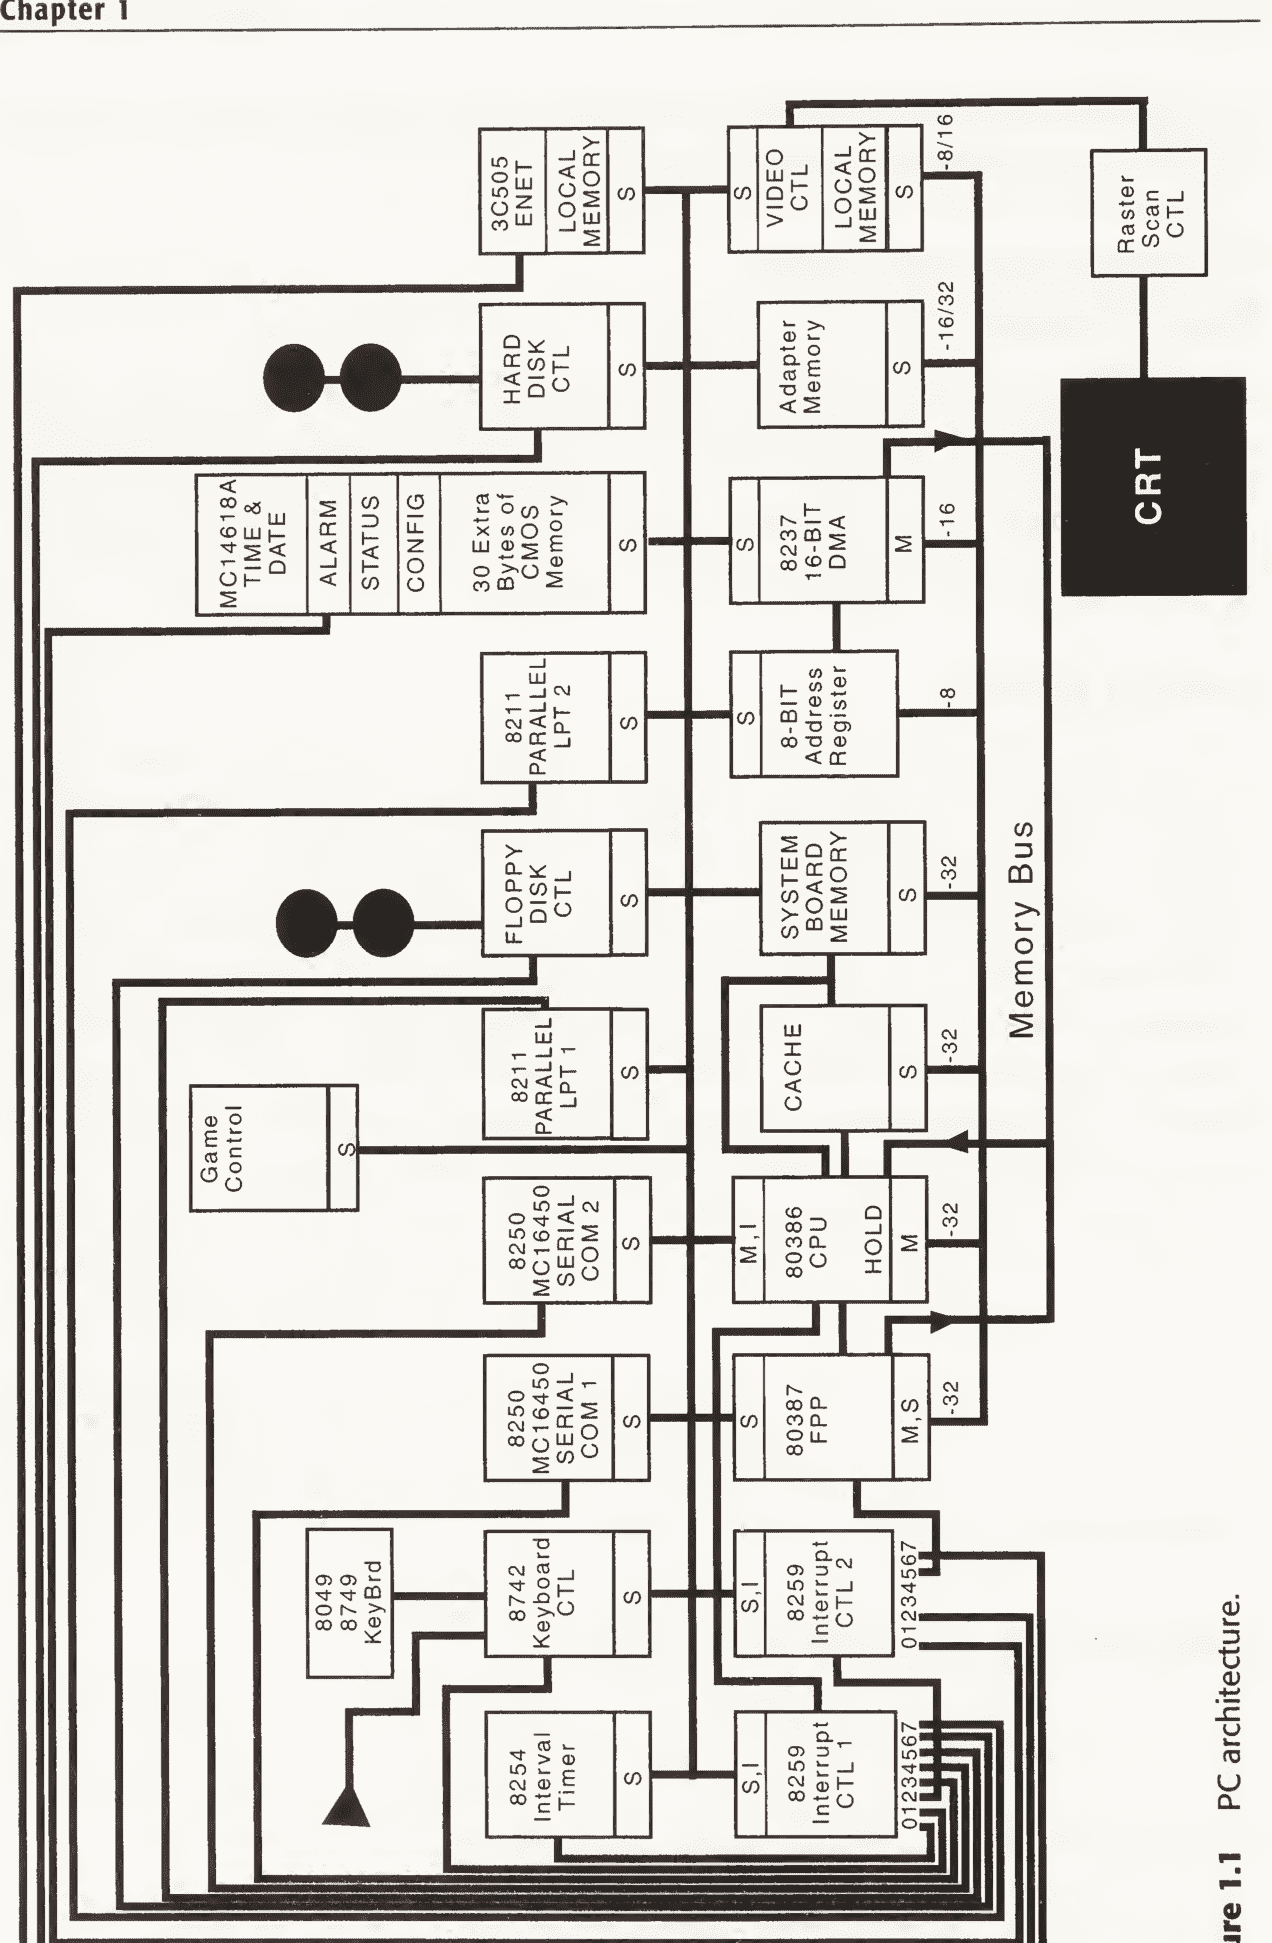 Chapter 1
8254
Interval
Timer
S
8049
8749
KeyBrd
8742
Keyboard
CTL
S
8250
MC16450
SERIAL
COM 1
S
8250
MC16450
SERIAL
COM 2
S
Game
Control
S
8211
PARALLEL
LPT 1
S
FLOPPY
DISK
CTL
S
8211
PARALLEL
LPT 2
S
MC14618A
TIME &
DATE
ALARM
STATUS
CONFIG
30 Extra
Bytes of
CMOS
Memory
S
HARD
DISK
CTL
S
3C505
ENET
LOCAL
MEMORY
S
S,I
8259
Interrupt
CTL 1
01234567
S,I
8259
Interrupt
CTL 2
01234567
S
80387
FPP
M,S
-32
M,I
80386
CPU
HOLD
M
-32
CACHE
S
-32
SYSTEM
BOARD
MEMORY
S
-32
S
8-BIT
Address
Register
-8
S
8237
16-BIT
DMA
M
-16
Adapter
Memory
S
-16/32
S
VIDEO
CTL
LOCAL
MEMORY
S
-8/16
Memory Bus
CRT
Raster
Scan
CTL
ure 1.1 PC architecture.